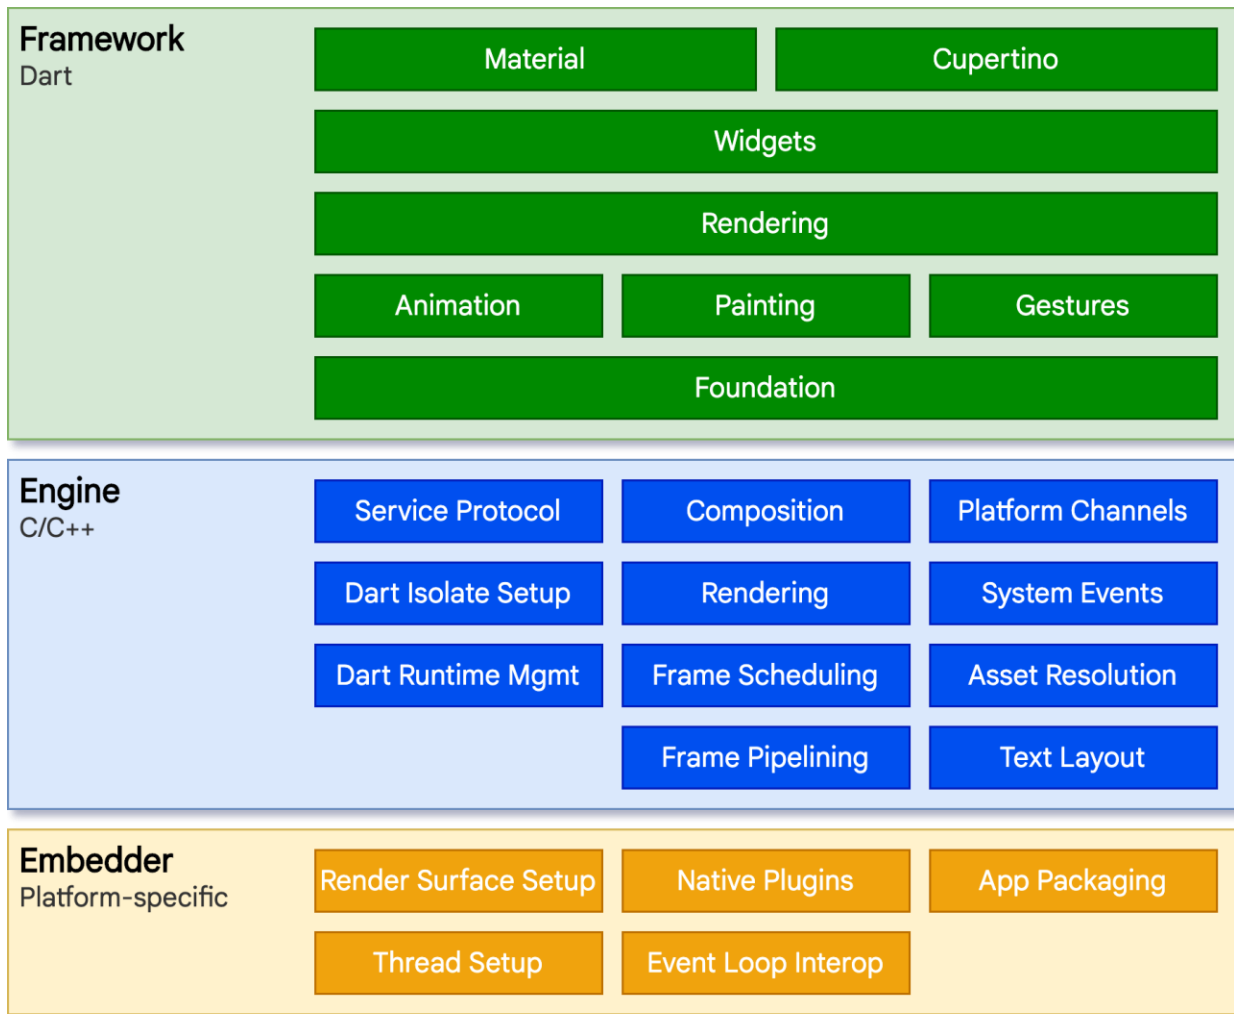 Framework
Dart
Material
Cupertino
Widgets
Rendering
Animation
Painting
Gestures
Foundation
Engine
C/C++
Service Protocol
Composition
Platform Channels
Dart Isolate Setup
Rendering
System Events
Dart Runtime Mgmt
Frame Scheduling
Asset Resolution
Frame Pipelining
Text Layout
Embedder
Platform-specific
Render Surface Setup
Native Plugins
App Packaging
Thread Setup
Event Loop Interop